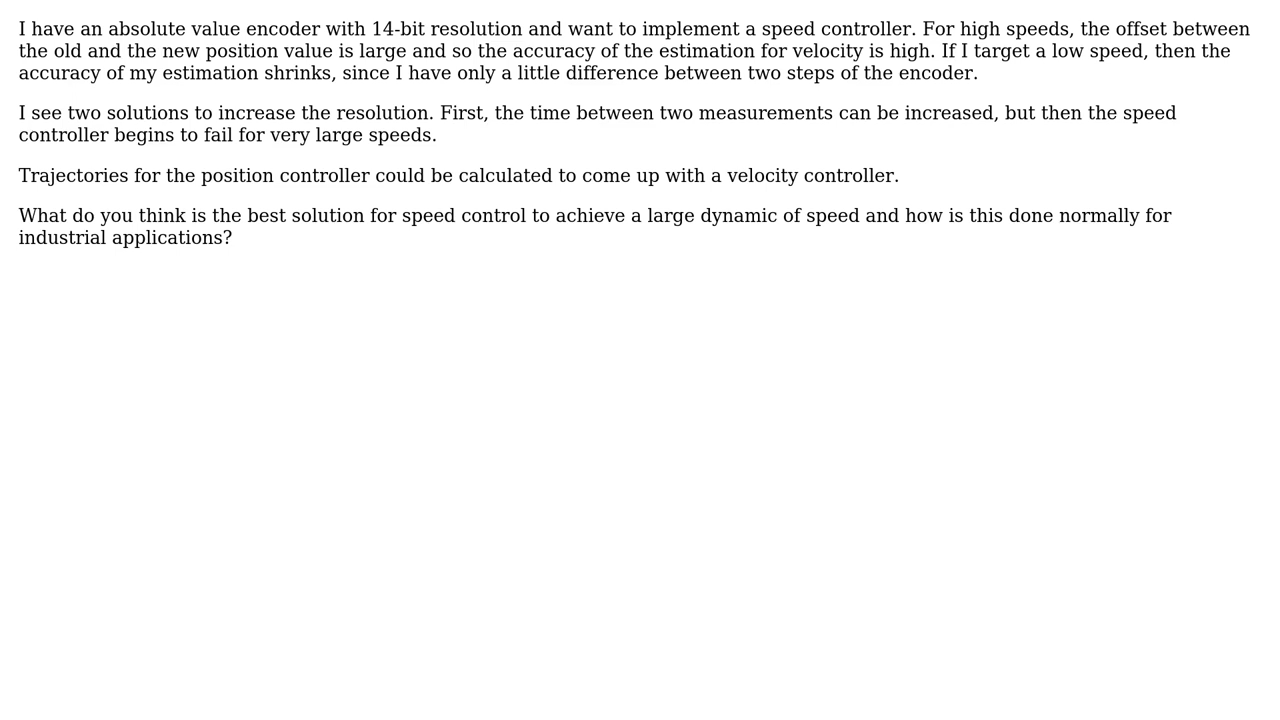 I have an absolute value encoder with 14-bit resolution and want to implement a speed controller. For high speeds, the offset between
the old and the new position value is large and so the accuracy of the estimation for velocity is high. If I target a low speed, then the
accuracy of my estimation shrinks, since I have only a little difference between two steps of the encoder.
I see two solutions to increase the resolution. First, the time between two measurements can be increased, but then the speed
controller begins to fail for very large speeds.
Trajectories for the position controller could be calculated to come up with a velocity controller.
What do you think is the best solution for speed control to achieve a large dynamic of speed and how is this done normally for
industrial applications?